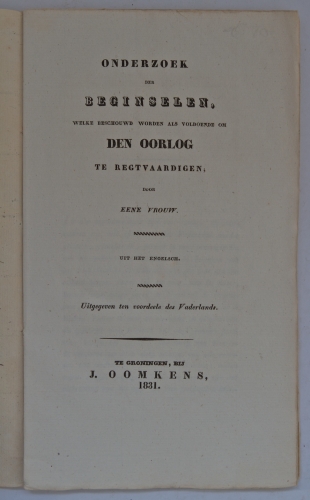 ONDERZOEK
DER
BEGINSELEN,
WELKE BESCHOUWD WORDEN ALS VOLDOENDE OM
DEN OORLOG
TE REGTVAARDIGEN,
DOOR
EENE VROUW.
UIT HET ENGELSCH.
Uitgegeven ten voordeele des Vaderlands.
TE GRONINGEN, BIJ
J. OOMKENS,
1831.